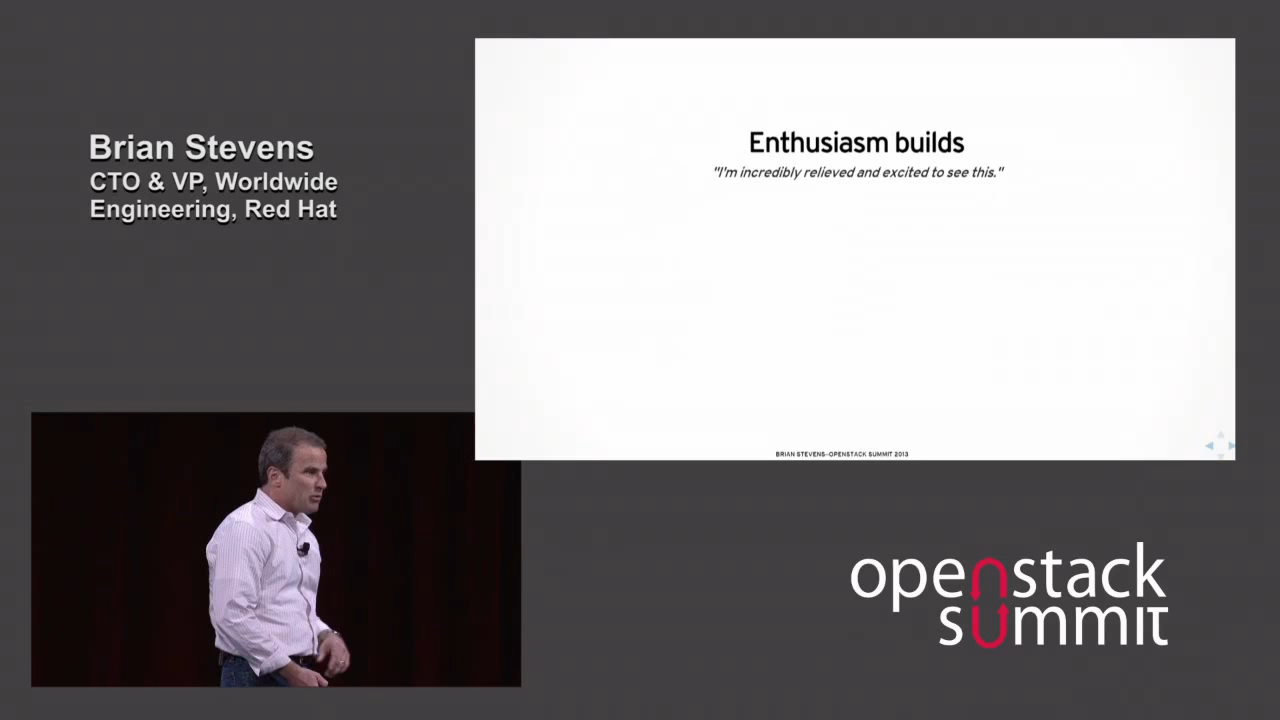 Brian Stevens
CTO & VP, Worldwide
Engineering, Red Hat
Enthusiasm builds
"I'm incredibly relieved and excited to see this."
BRIAN STEVENS–OPENSTACK SUMMIT 2013
openstack
summit